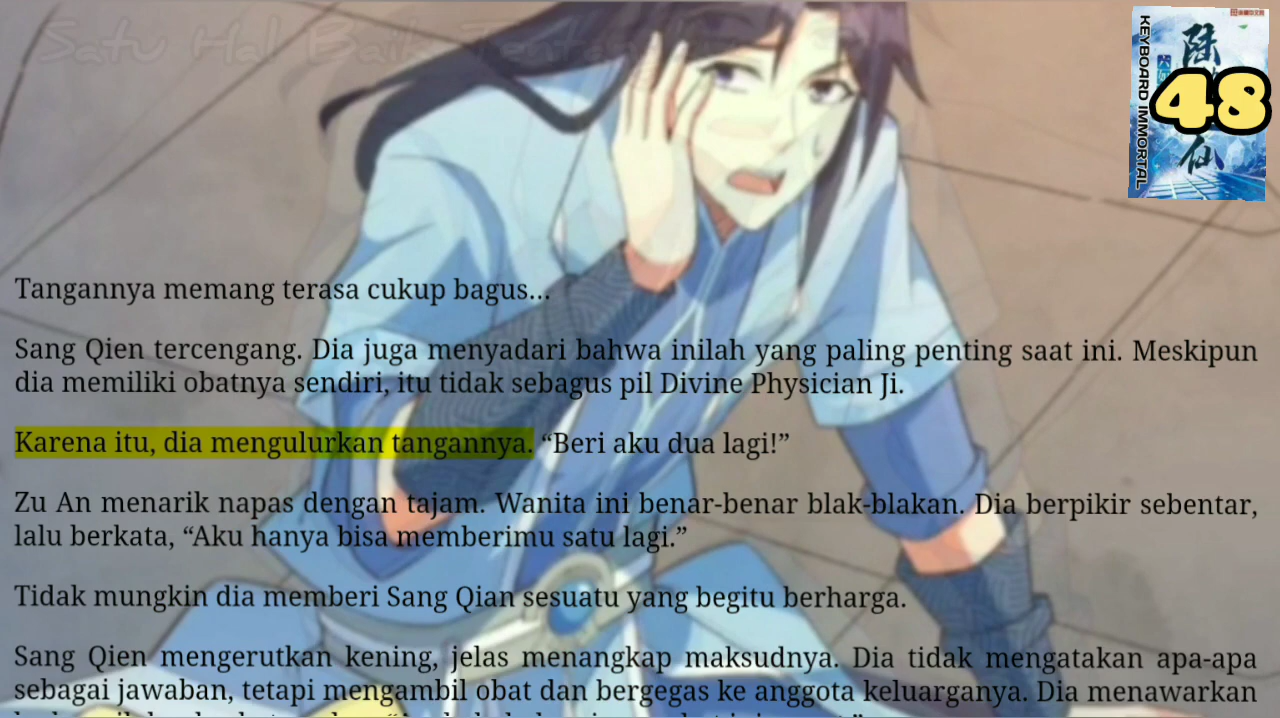 Satu Hal Baik Tentang
KEYBOARD IMMORTAL
48
仙
Tangannya memang terasa cukup bagus...
Sang Qien tercengang. Dia juga menyadari bahwa inilah yang paling penting saat ini. Meskipun
dia memiliki obatnya sendiri, itu tidak sebagus pil Divine Physician Ji.
Karena itu, dia mengulurkan tangannya. “Beri aku dua lagi!”
Zu An menarik napas dengan tajam. Wanita ini benar-benar blak-blakan. Dia berpikir sebentar,
lalu berkata, “Aku hanya bisa memberimu satu lagi.”
Tidak mungkin dia memberi Sang Qian sesuatu yang begitu berharga.
Sang Qien mengerutkan kening, jelas menangkap maksudnya. Dia tidak mengatakan apa-apa
sebagai jawaban, tetapi mengambil obat dan bergegas ke anggota keluarganya. Dia menawarkan